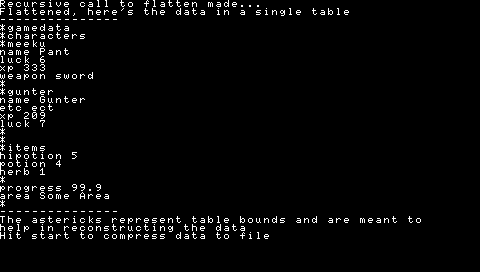 Recursive call to flatten made...
Flattened, here's the data in a single table
---------------
*gamedata
*characters
*meeku
name Pant
luck 6
xp 333
weapon sword
*
*gunter
name Gunter
etc ect
xp 209
luck 7
*
*
*items
hipotion 5
potion 4
herb 1
*
progress 99.9
area Some Area
*
---------------
The astericks represent table bounds and are meant to
help in reconstructing the data
Hit start to compress data to file